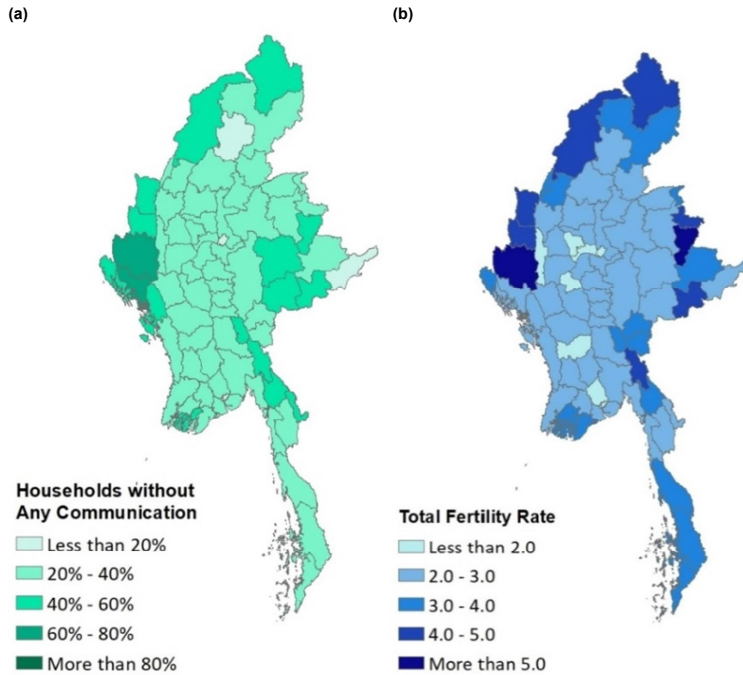 (a)
(b)
Households without
Any Communication
Less than 20%
20% - 40%
40% - 60%
60% - 80%
More than 80%
Total Fertility Rate
Less than 2.0
2.0 - 3.0
3.0 - 4.0
4.0 - 5.0
More than 5.0